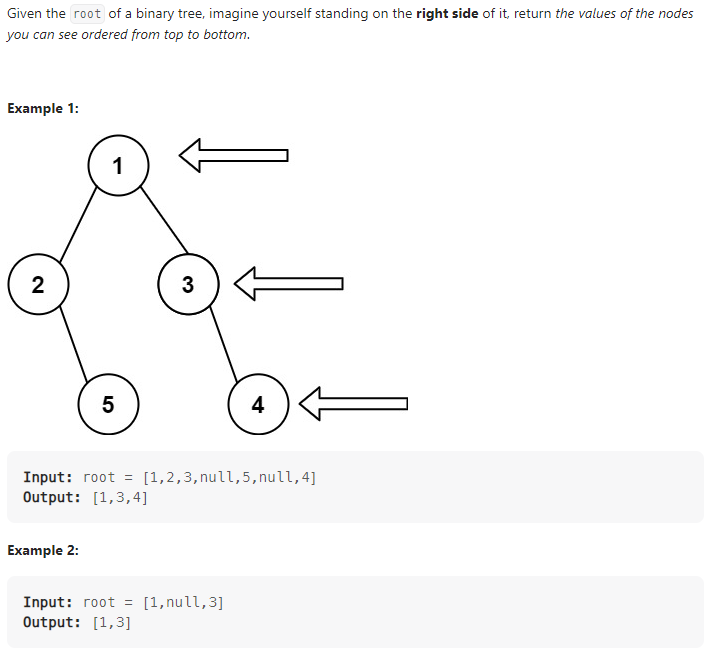 Given the root of a binary tree, imagine yourself standing on the right side of it, return the values of the nodes
you can see ordered from top to bottom.
Example 1:
1
2
3
5
4
Input: root = [1,2,3,null,5,null,4]
Output: [1,3,4]
Example 2:
Input: root = [1,null,3]
Output: [1,3]